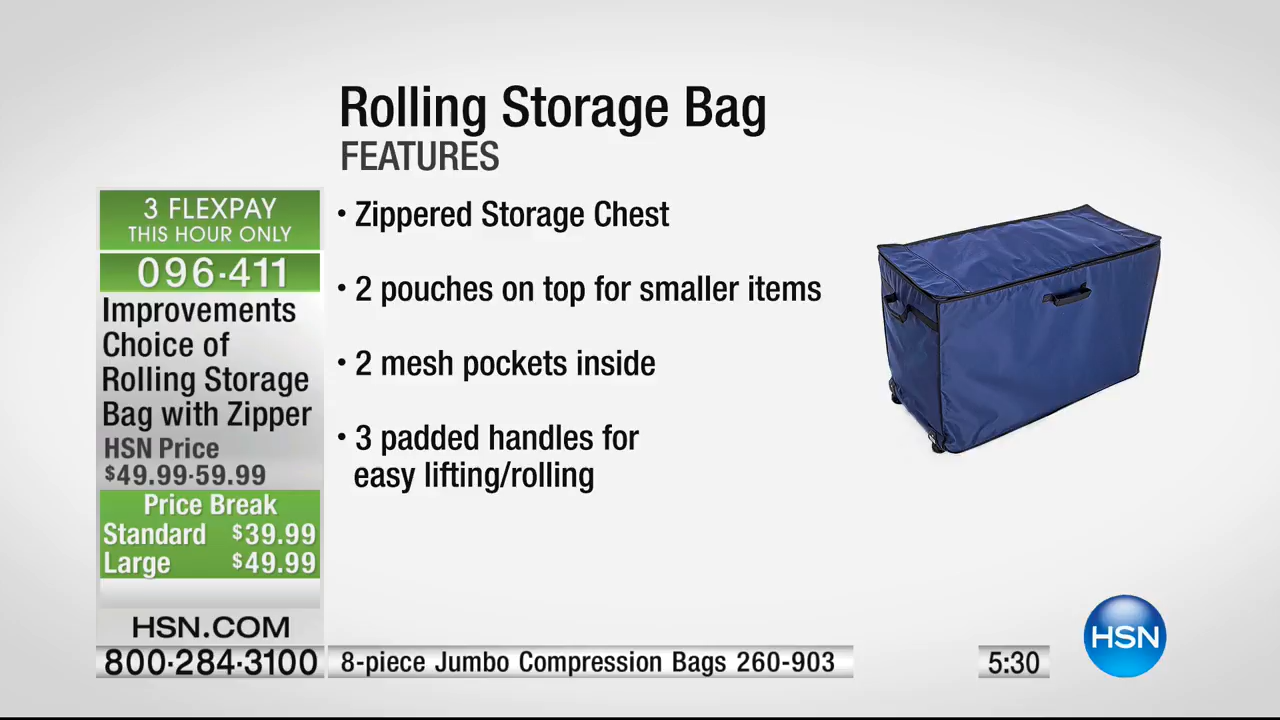 Rolling Storage Bag
FEATURES
• Zippered Storage Chest
• 2 pouches on top for smaller items
• 2 mesh pockets inside
• 3 padded handles for
easy lifting/rolling
3 FLEXPAY
THIS HOUR ONLY
096-411
Improvements
Choice of
Rolling Storage
Bag with Zipper
HSN Price
$49.99-59.99
Price Break
Standard $39.99
Large $49.99
HSN.COM
800-284-3100
8-piece Jumbo Compression Bags 260-903
5:30
HSN